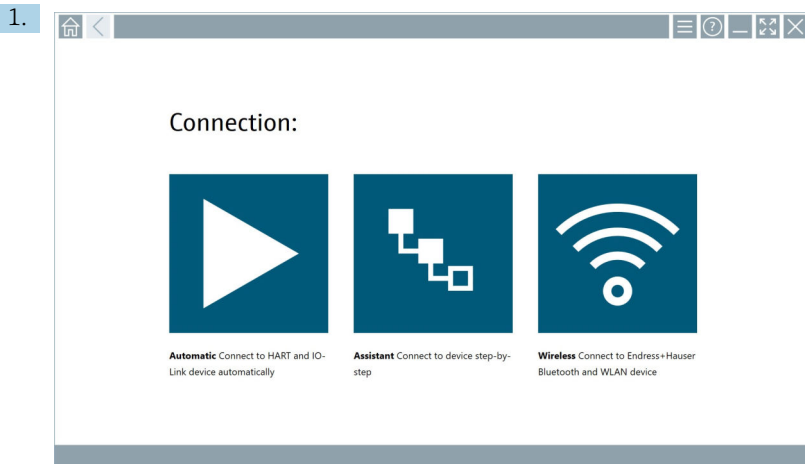 1.
Connection:
Automatic Connect to HART and IO-
Link device automatically
Assistant Connect to device step-by-
step
Wireless Connect to Endress+Hauser
Bluetooth and WLAN device